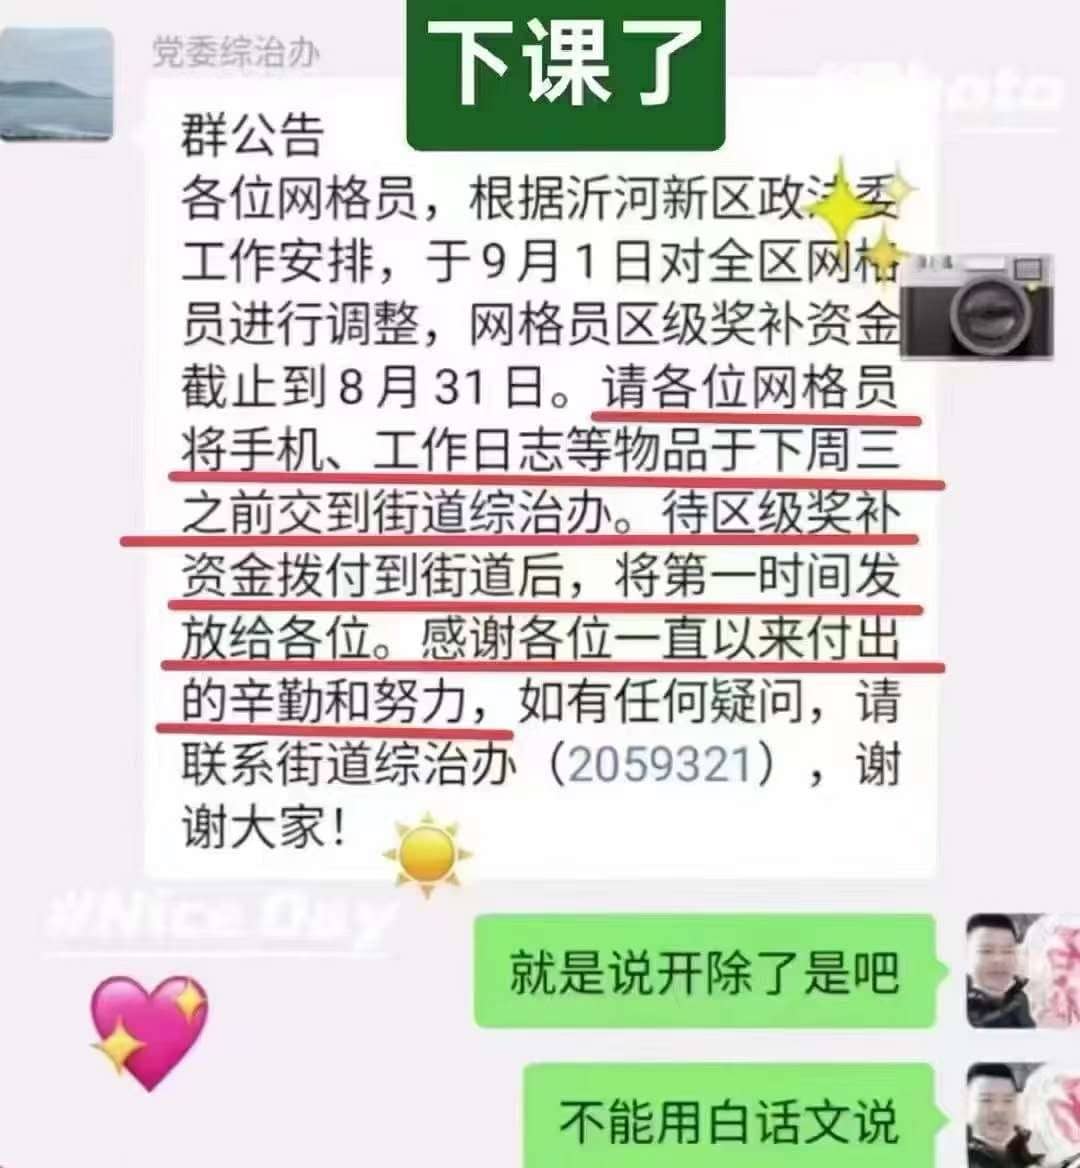 下课了
党委综治办
群公告
各位网格员，根据沂河新区政法委
工作安排，于9月1日对全区网格
员进行调整，网格员区级奖补资金
截止到8月31日。请各位网格员
将手机、工作日志等物品于下周三
之前交到街道综治办。待区级奖补
资金拨付到街道后，将第一时间发
放给各位。感谢各位一直以来付出
的辛勤和努力，如有任何疑问，请
联系街道综治办（2059321），谢
谢大家！
#Nice Day
就是说开除了是吧
不能用白话文说